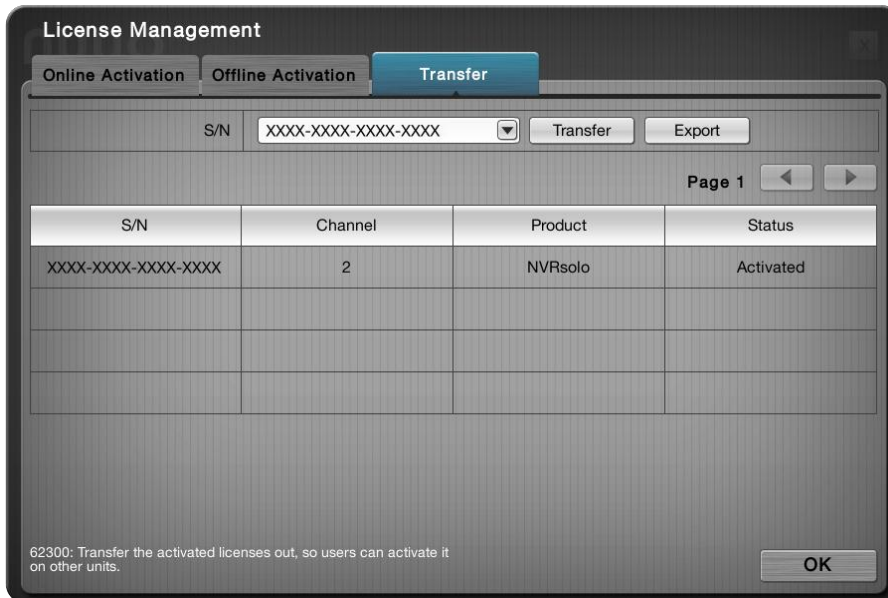 License Management
Online Activation Offline Activation Transfer
S/N XXXX-XXXX-XXXX-XXXX Transfer Export
Page 1
S/N Channel Product Status
XXXX-XXXX-XXXX-XXXX 2 NVRsolo Activated
62300: Transfer the activated licenses out, so users can activate it
on other units.
OK